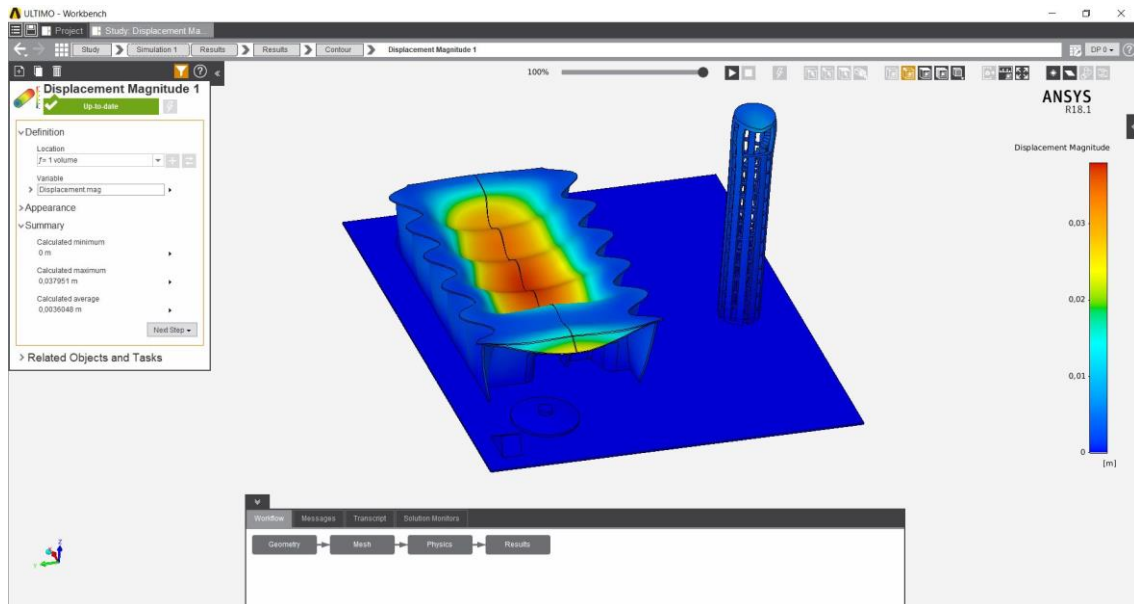 ULTIMO - Workbench
Project
Study: Displacement Ma...
Study
Simulation 1
Results
Results
Contour
Displacement Magnitude 1
DP 0
100%
Displacement Magnitude 1
Up-to-date
Definition
Location
ƒ= 1 volume
Variable
Displacement.mag
Appearance
Summary
Calculated minimum
0 m
Calculated maximum
0,037951 m
Calculated average
0,0036048 m
Next Step
Related Objects and Tasks
ANSYS
R18.1
Displacement Magnitude
0,03
0,02
0,01
0
[m]
Workflow
Messages
Transcript
Solution Monitors
Geometry
Mesh
Physics
Results
Z
Y